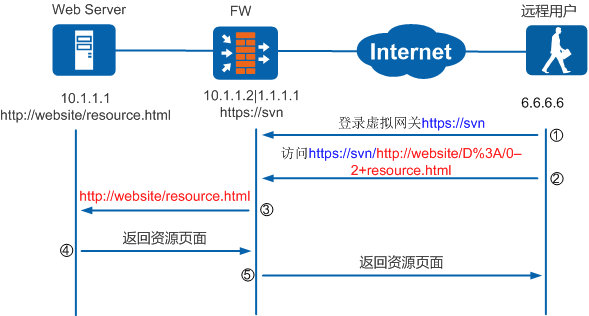 Web Server
FW
远程用户
Internet
10.1.1.1
http://website/resource.html
10.1.1.2|1.1.1.1
https://svn
6.6.6.6
登录虚拟网关https://svn
①
访问https://svn/http://website/D%3A/0–
2+resource.html
②
http://website/resource.html
③
④
返回资源页面
⑤
返回资源页面